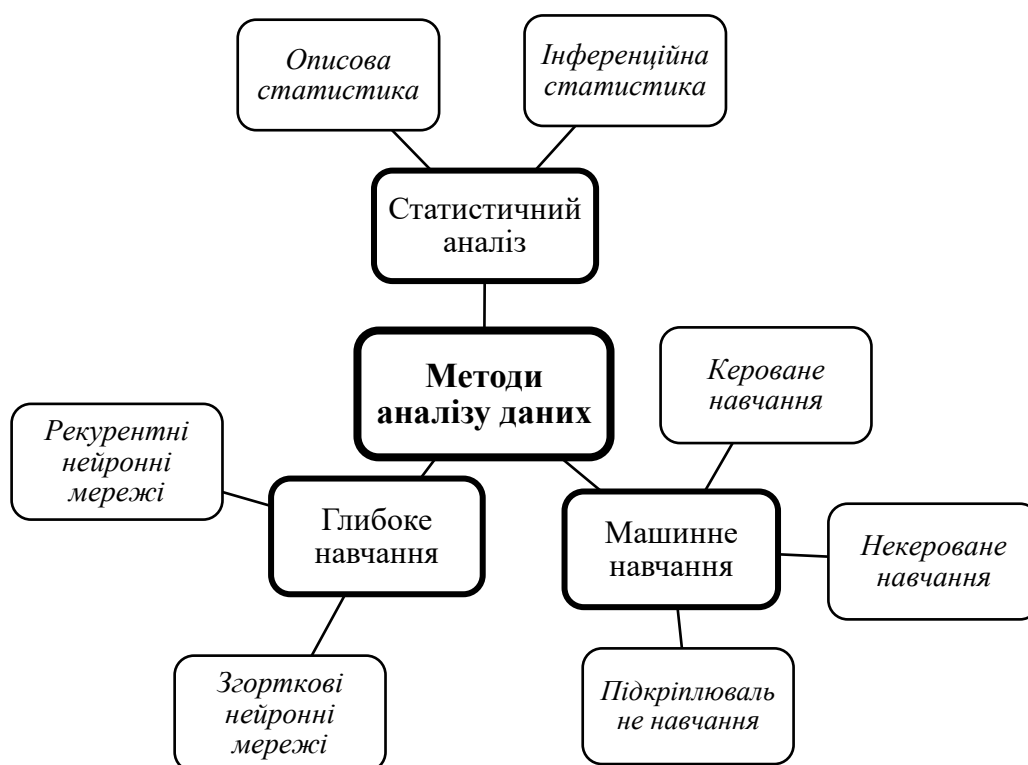 Описова
статистика
Інференційна
статистика
Статистичний
аналіз
Методи
аналізу даних
Кероване
навчання
Рекурентні
нейронні
мережі
Глибоке
навчання
Машинне
навчання
Некероване
навчання
Згорткові
нейронні
мережі
Підкріплюваль
не навчання